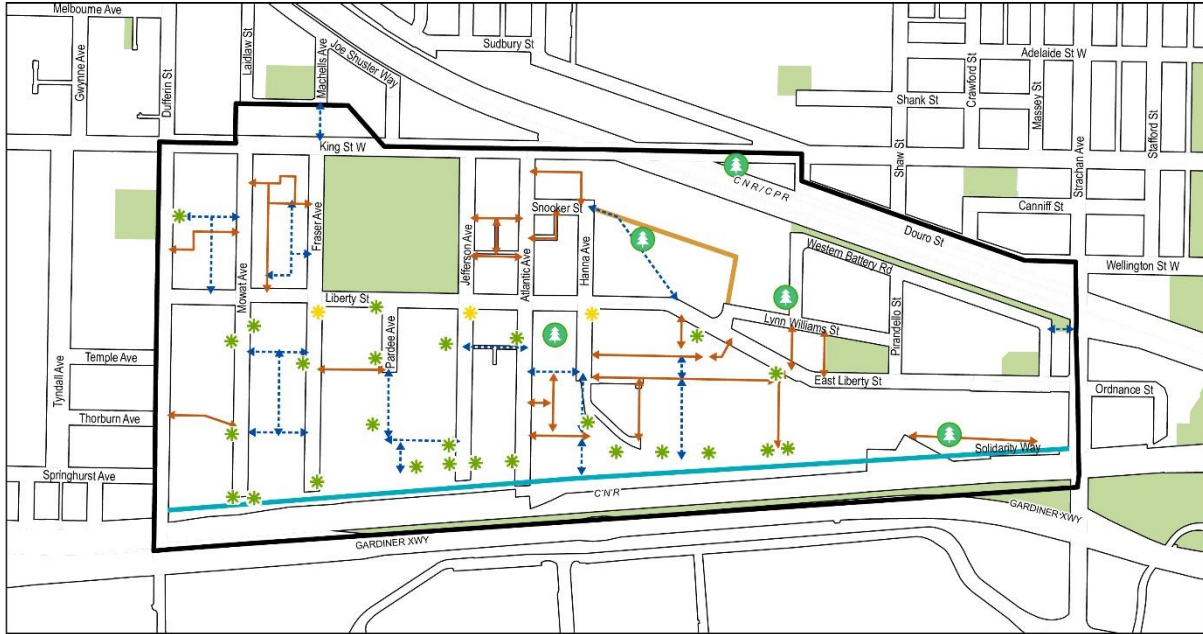 Melbourne Ave
Gwynne Ave
Dufferin St
Laidlaw St
Machells Ave
Joe Shuster Way
Sudbury St
Adelaide St W
Crawford St
Shank St
Massey St
Stafford St
Shaw St
Strachan Ave
King St W
CNR/CPR
Canniff St
Snooker St
Douro St
Fraser Ave
Jefferson Ave
Atlantic Ave
Hanna Ave
Western Battery Rd
Wellington St W
Mowat Ave
Liberty St
Lynn Williams St
Pirandello St
Temple Ave
Tyndall Ave
Pardee Ave
East Liberty St
Ordnance St
Thorburn Ave
Solidarity Way
Springhurst Ave
C'N'R
GARDINER XWY
GARDINER XWY